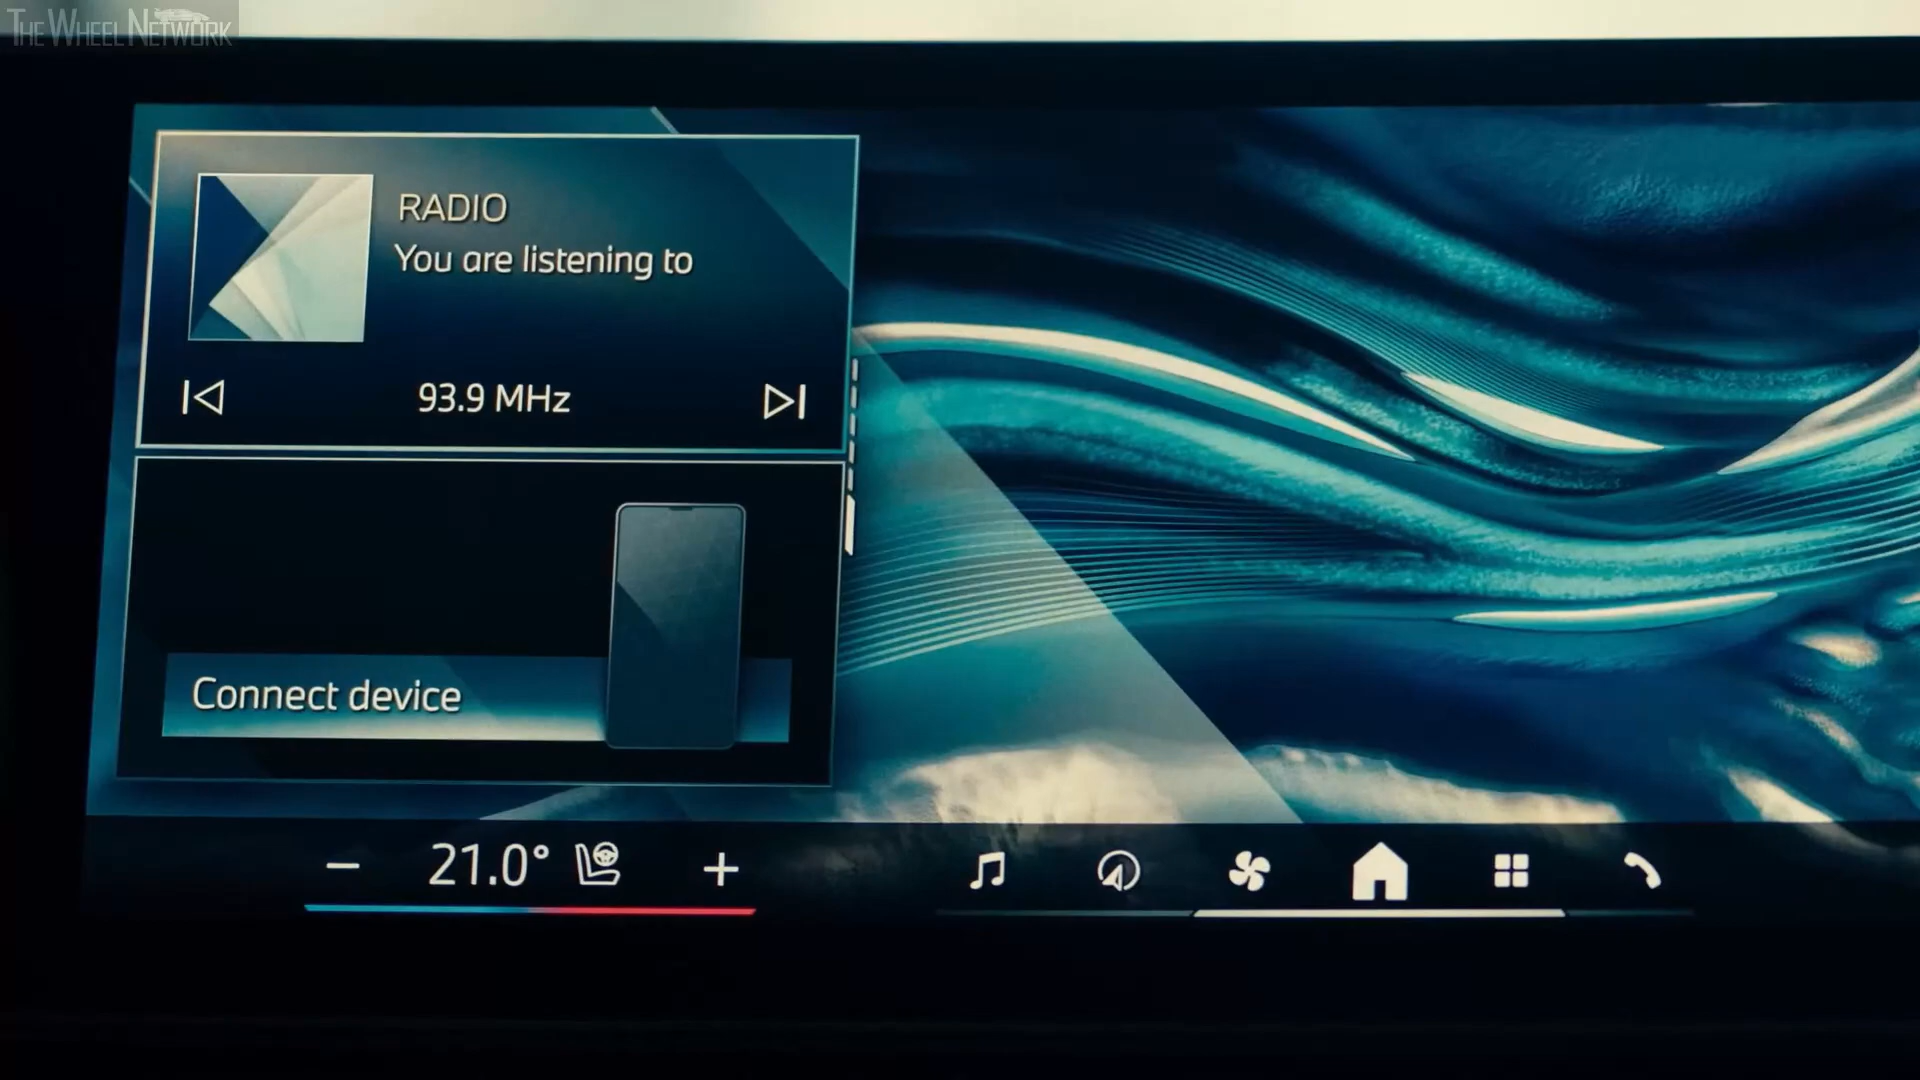 THE WHEEL NETWORK
RADIO
You are listening to
93.9 MHz
Connect device
21.0°